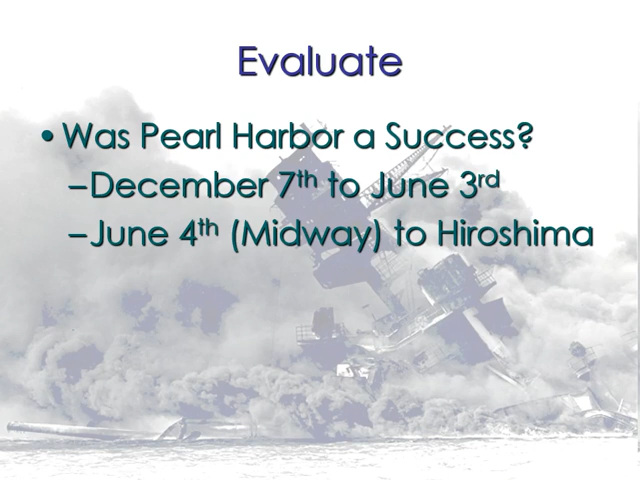 Evaluate
• Was Pearl Harbor a Success?
–December 7th to June 3rd
–June 4th (Midway) to Hiroshima